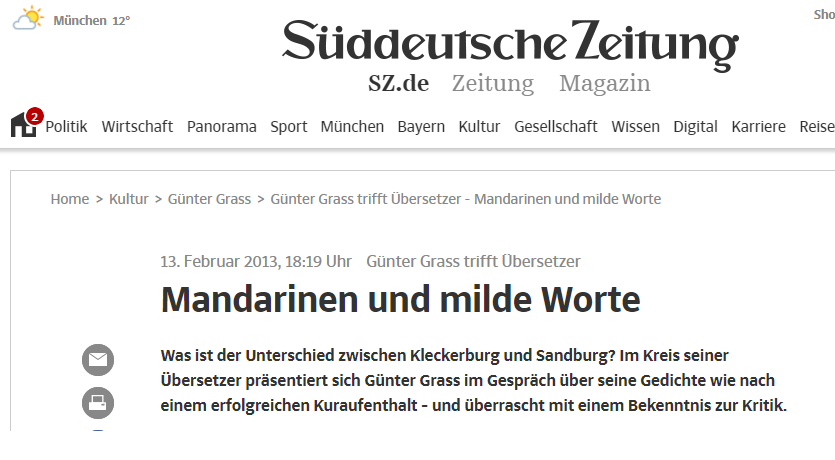 München 12°
Sho
Süddeutsche Zeitung
SZ.de Zeitung Magazin
2
Politik Wirtschaft Panorama Sport München Bayern Kultur Gesellschaft Wissen Digital Karriere Reise
Home > Kultur > Günter Grass > Günter Grass trifft Übersetzer - Mandarinen und milde Worte
13. Februar 2013, 18:19 Uhr Günter Grass trifft Übersetzer
Mandarinen und milde Worte
Was ist der Unterschied zwischen Kleckerburg und Sandburg? Im Kreis seiner
Übersetzer präsentiert sich Günter Grass im Gespräch über seine Gedichte wie nach
einem erfolgreichen Kuraufenthalt – und überrascht mit einem Bekenntnis zur Kritik.